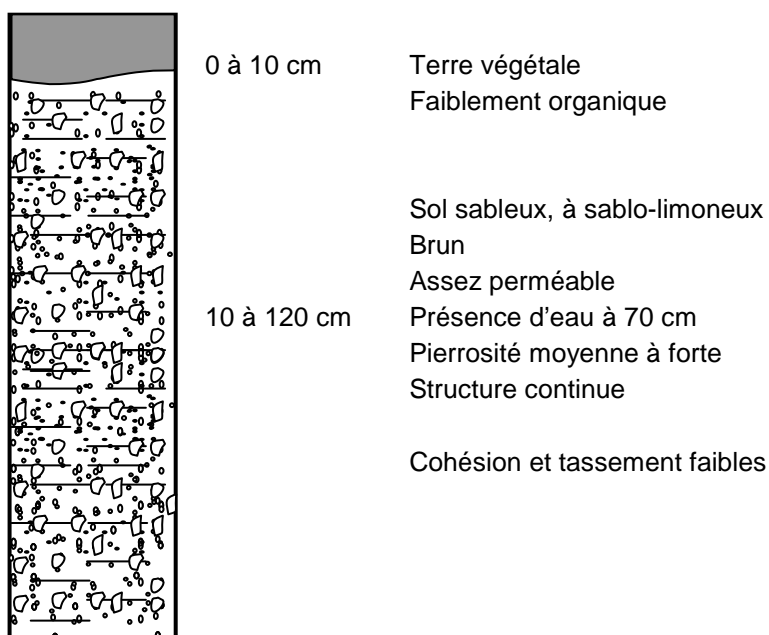 0 à 10 cm Terre végétale
Faiblement organique
Sol sableux, à sablo-limoneux
Brun
Assez perméable
10 à 120 cm Présence d'eau à 70 cm
Pierrosité moyenne à forte
Structure continue
Cohésion et tassement faibles